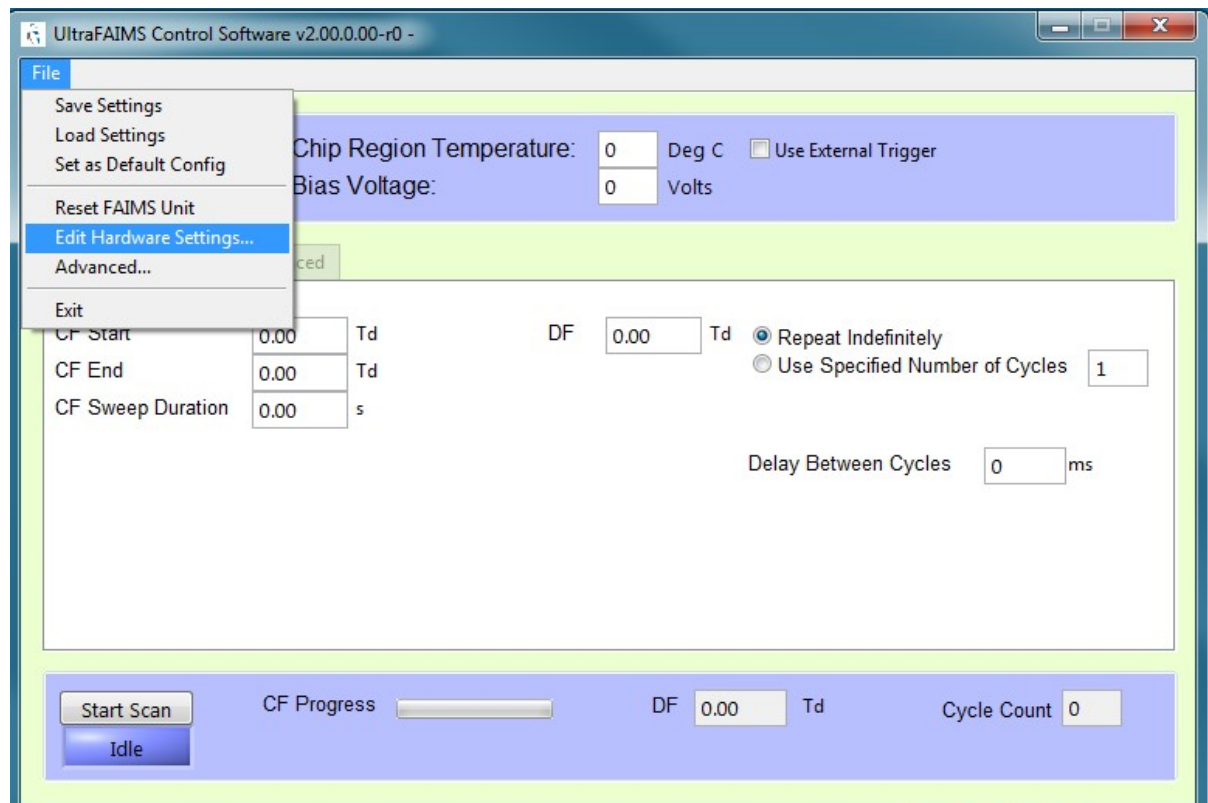 UltraFAIMS Control Software v2.00.0.00-r0 -
File
Save Settings
Load Settings
Set as Default Config
Reset FAIMS Unit
Edit Hardware Settings...
Advanced...
Exit
Chip Region Temperature: 0 Deg C Use External Trigger
Bias Voltage: 0 Volts
CF Start 0.00 Td DF 0.00 Td Repeat Indefinitely
CF End 0.00 Td Use Specified Number of Cycles 1
CF Sweep Duration 0.00 s
Delay Between Cycles 0 ms
Start Scan CF Progress DF 0.00 Td Cycle Count 0
Idle